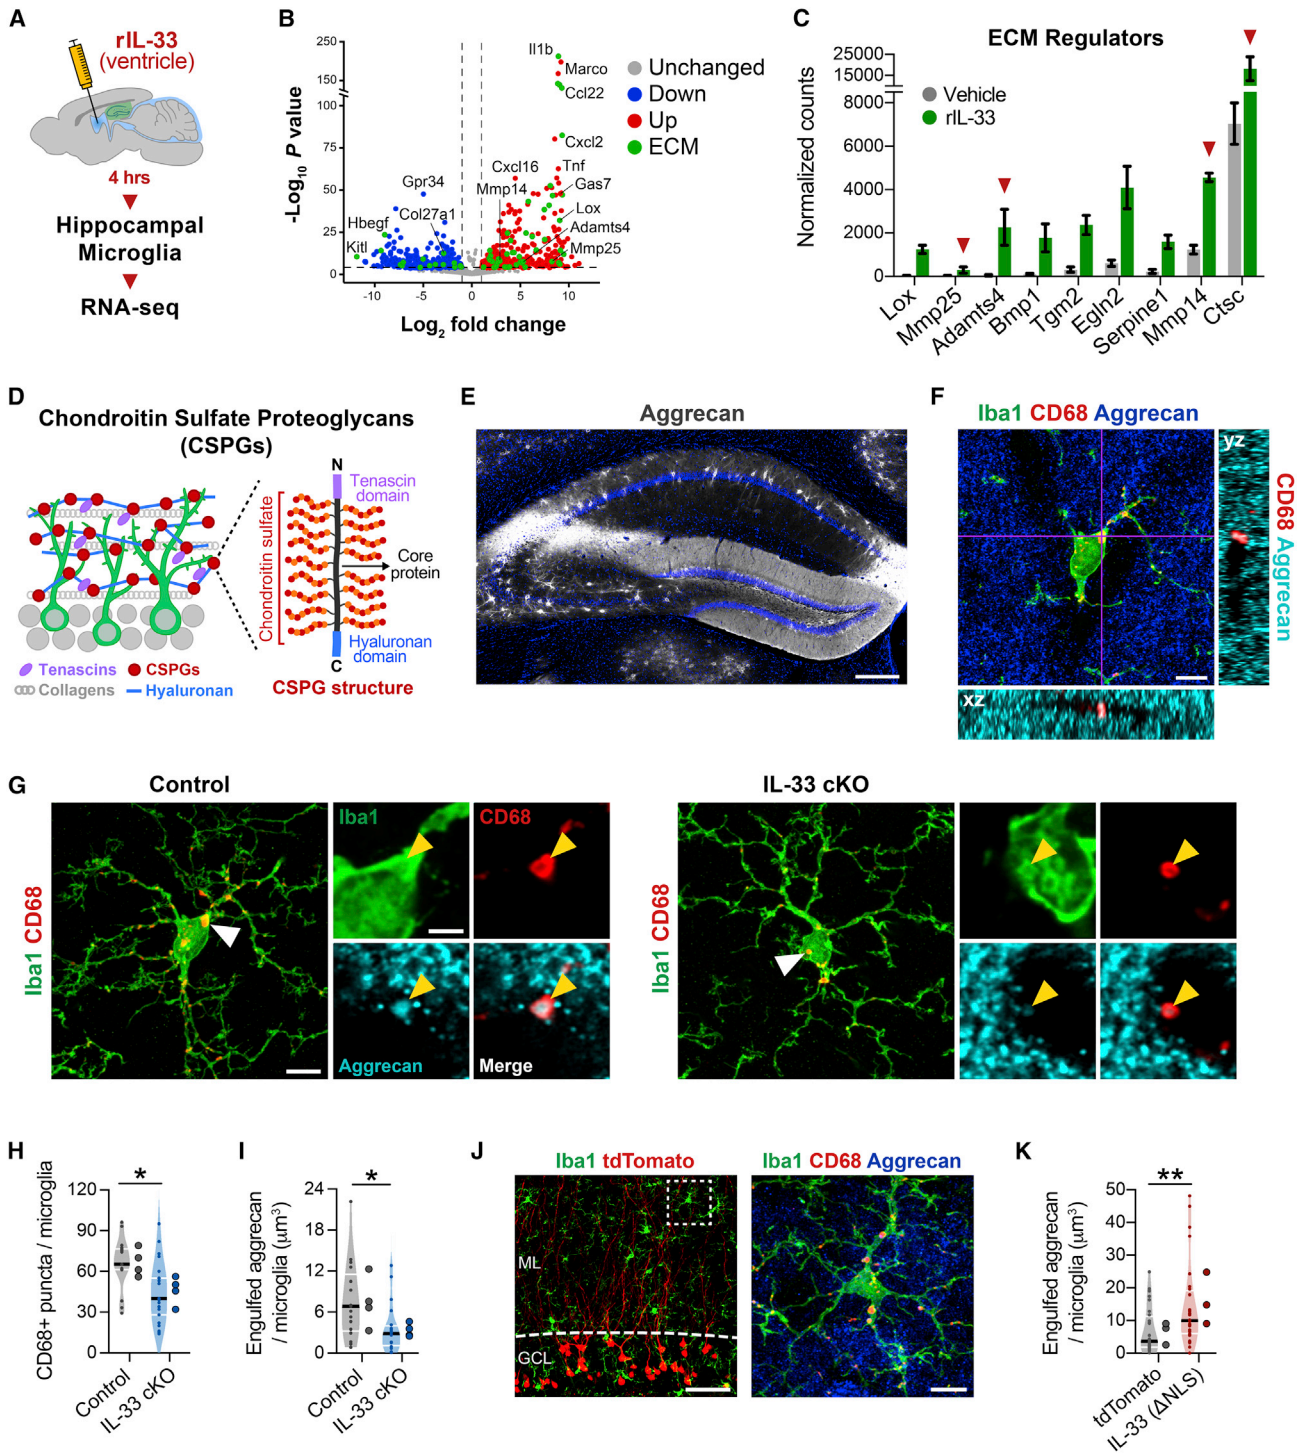 A
rIL-33
(ventricle)
4 hrs
Hippocampal
Microglia
RNA-seq
B
-Log10 P value
250
150
100
75
50
25
0
-10
-5
0
5
10
Log2 fold change
Il1b
Marco
Ccl22
Cxcl2
Cxcl16
Tnf
Gas7
Mmp14
Lox
Adamts4
Mmp25
Gpr34
Col27a1
Hbegf
Kitl
Unchanged
Down
Up
ECM
C
ECM Regulators
Normalized counts
25000
15000
8000
6000
4000
2000
0
Vehicle
rIL-33
Lox
Mmp25
Adamts4
Bmp1
Tgm2
Egln2
Serpine1
Mmp14
Ctsc
D
Chondroitin Sulfate Proteoglycans
(CSPGs)
N
Tenascin
domain
Chondroitin sulfate
Core
protein
Hyaluronan
domain
C
CSPG structure
Tenascins
CSPGs
Collagens
Hyaluronan
E
Aggrecan
F
Iba1 CD68 Aggrecan
yz
xz
CD68 Aggrecan
G
Control
Iba1 CD68
Iba1
CD68
Aggrecan
Merge
IL-33 cKO
Iba1 CD68
H
CD68+ puncta / microglia
120
90
60
30
0
*
Control
IL-33 cKO
I
Engulfed aggrecan
/ microglia (μm³)
24
18
12
6
0
*
Control
IL-33 cKO
J
Iba1 tdTomato
ML
GCL
Iba1 CD68 Aggrecan
K
Engulfed aggrecan
/ microglia (μm³)
50
40
30
20
10
0
**
tdTomato
IL-33 (ΔNLS)